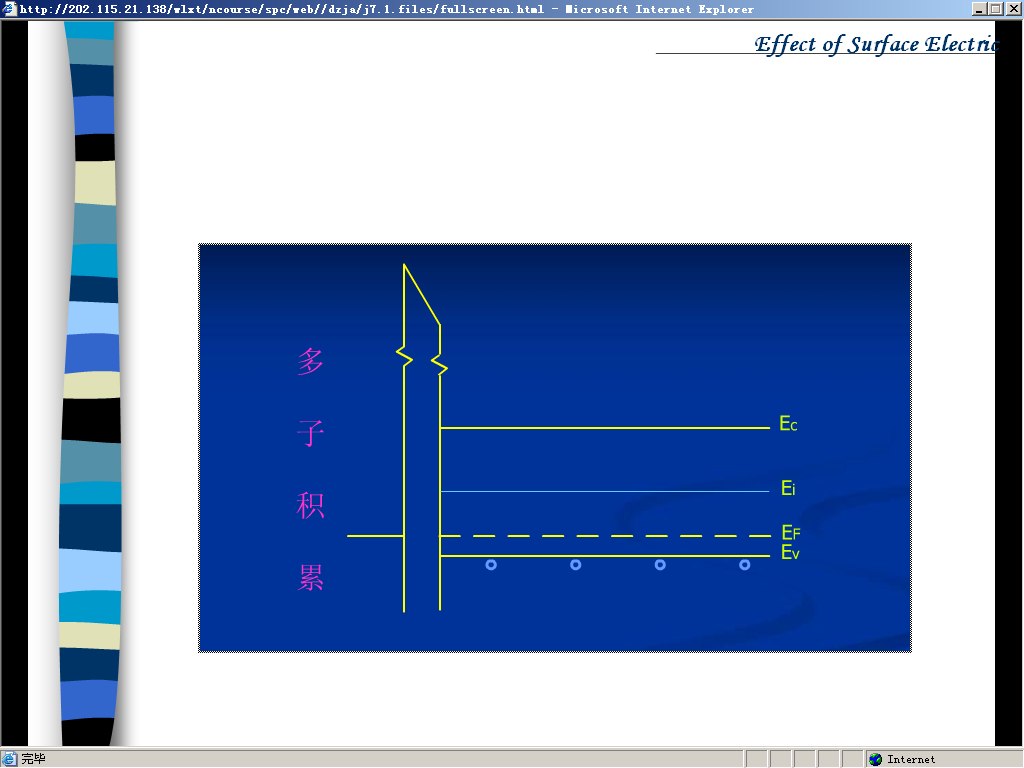 http://202.115.21.138/wlxt/ncourse/spc/web//dzja/j7.1.files/fullscreen.html - Microsoft Internet Explorer
Effect of Surface Electric
多
子
积
累
Ec
Ei
EF
Ev
完毕
Internet